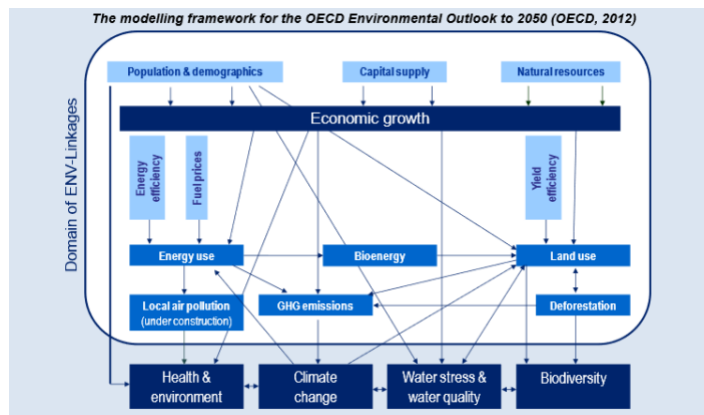 The modelling framework for the OECD Environmental Outlook to 2050 (OECD, 2012)
Domain of ENV-Linkages
Population & demographics
Capital supply
Natural resources
Economic growth
Energy
efficiency
Fuel prices
Yield
efficiency
Energy use
Bioenergy
Land use
Local air pollution
(under construction)
GHG emissions
Deforestation
Health &
environment
Climate
change
Water stress &
water quality
Biodiversity